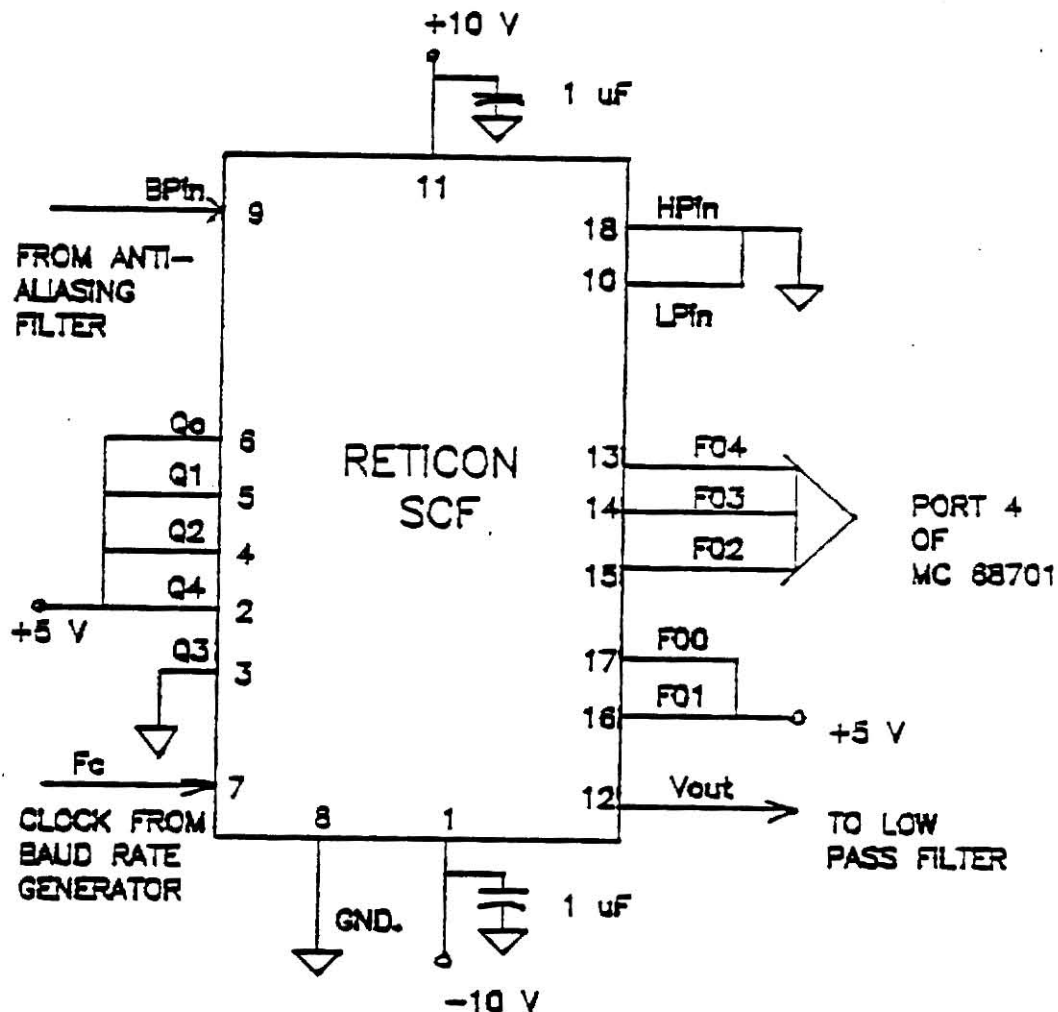 +10 V
1 uF
11
BPin
9
FROM ANTI-
ALIASING
FILTER
18
HPin
10
LPin
Qo
6
Q1
5
Q2
4
Q4
2
+5 V
Q3
3
RETICON
SCF
13
F04
14
F03
15
F02
PORT 4
OF
MC 68701
17
F00
16
F01
+5 V
Fc
7
CLOCK FROM
BAUD RATE
GENERATOR
12
Vout
TO LOW
PASS FILTER
8
1
GND.
1 uF
-10 V